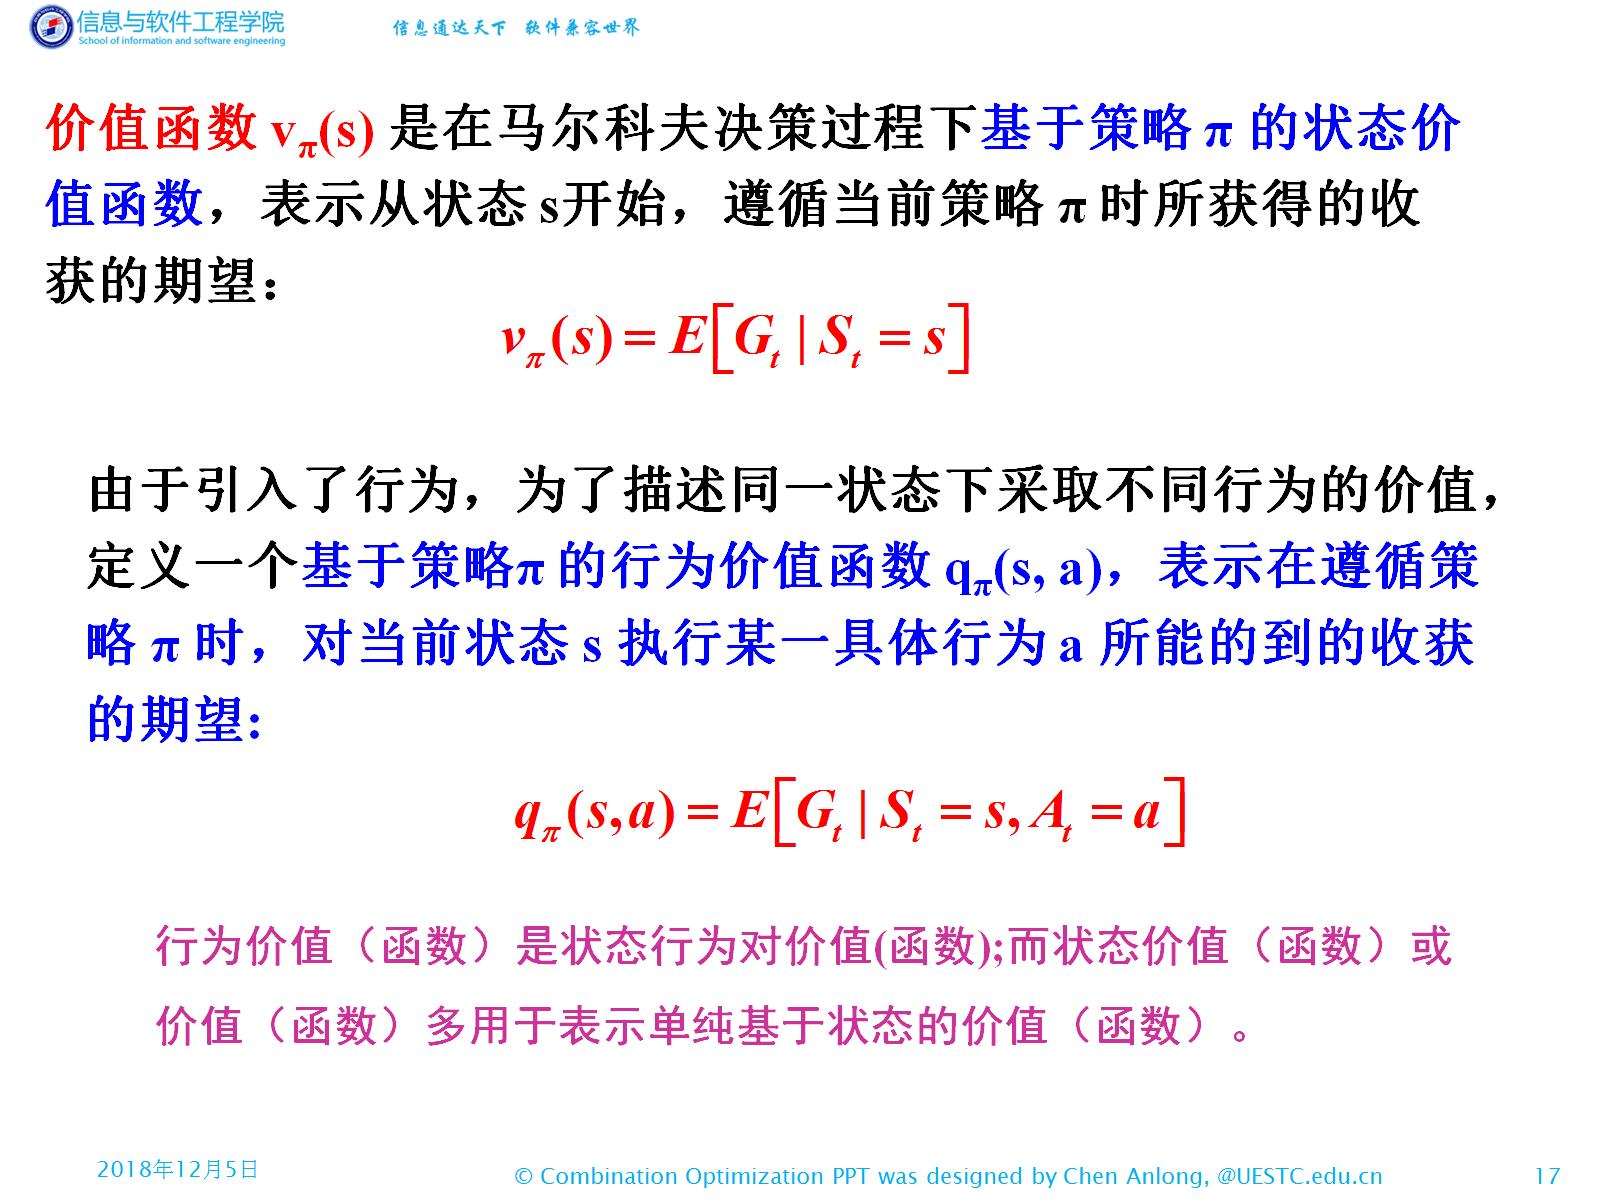 信息与软件工程学院
School of information and software engineering
信息通达天下 软件兼容世界
价值函数 vπ(s) 是在马尔科夫决策过程下基于策略 π 的状态价
值函数，表示从状态 s开始，遵循当前策略 π 时所获得的收
获的期望：
vπ(s) = E[Gt | St = s]
由于引入了行为，为了描述同一状态下采取不同行为的价值，
定义一个基于策略π 的行为价值函数 qπ(s, a)，表示在遵循策
略 π 时，对当前状态 s 执行某一具体行为 a 所能的到的收获
的期望:
qπ(s,a) = E[Gt | St = s, At = a]
行为价值（函数）是状态行为对价值(函数);而状态价值（函数）或
价值（函数）多用于表示单纯基于状态的价值（函数）。
2018年12月5日
© Combination Optimization PPT was designed by Chen Anlong, @UESTC.edu.cn
17